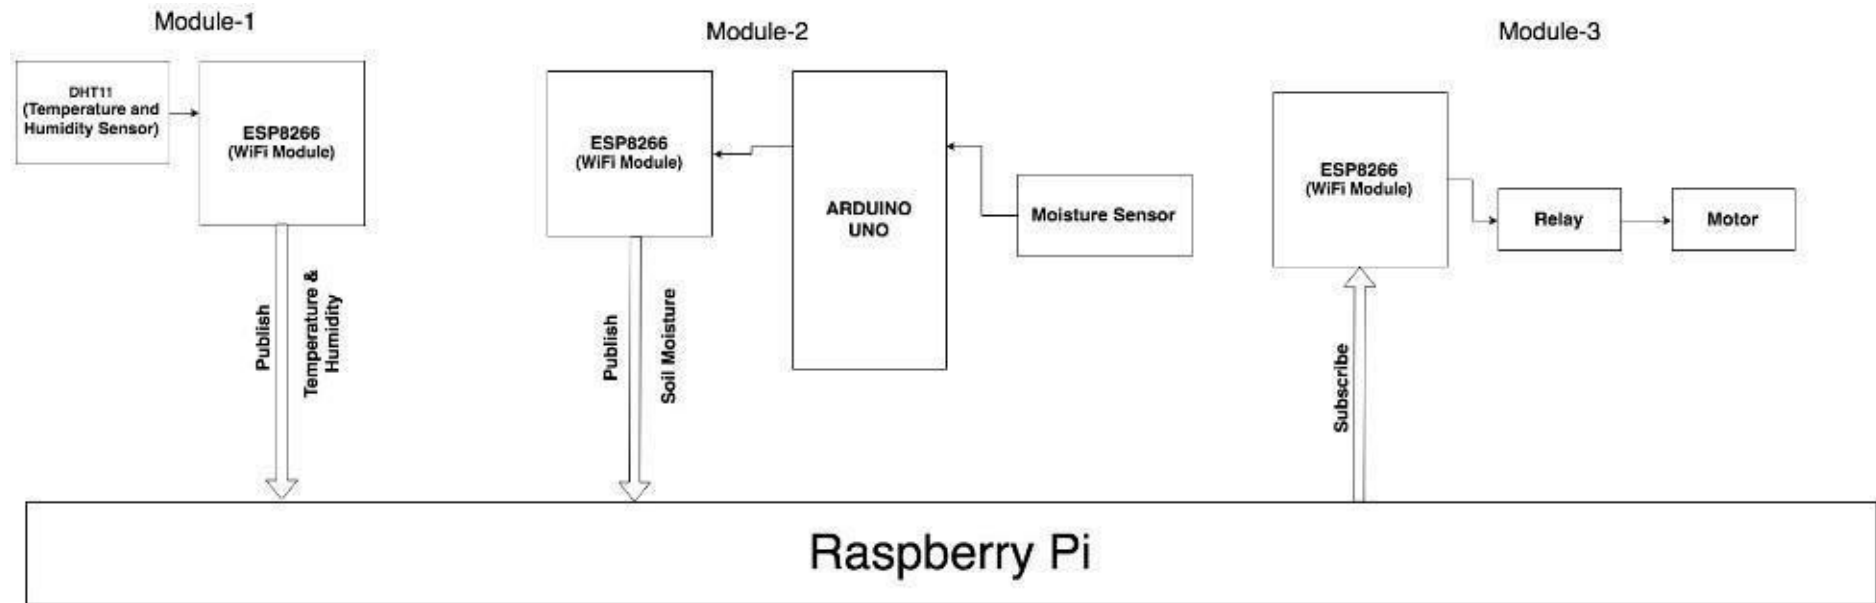 Module-1
DHT11
(Temperature and
Humidity Sensor)
ESP8266
(WiFi Module)
Publish
Temperature &
Humidity
Module-2
ESP8266
(WiFi Module)
ARDUINO
UNO
Moisture Sensor
Publish
Soil Moisture
Module-3
ESP8266
(WiFi Module)
Relay
Motor
Subscribe
Raspberry Pi